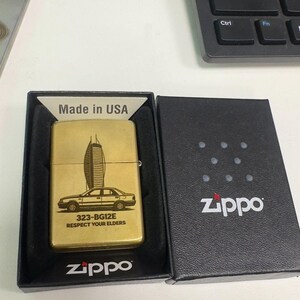 Ctrl
Fn
Made in USA
323-BG12E
RESPECT YOUR ELDERS
zippo
zippo